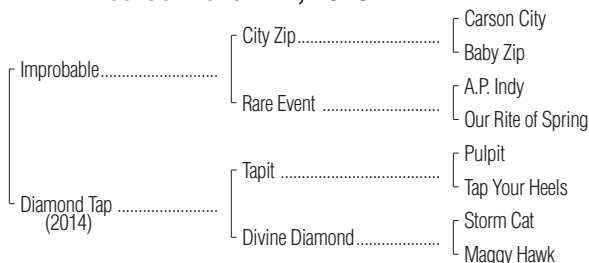 Carson City
City Zip
Baby Zip
Improbable
A.P. Indy
Rare Event
Our Rite of Spring
Pulpit
Tapit
Tap Your Heels
Diamond Tap
(2014)
Storm Cat
Divine Diamond
Maggy Hawk